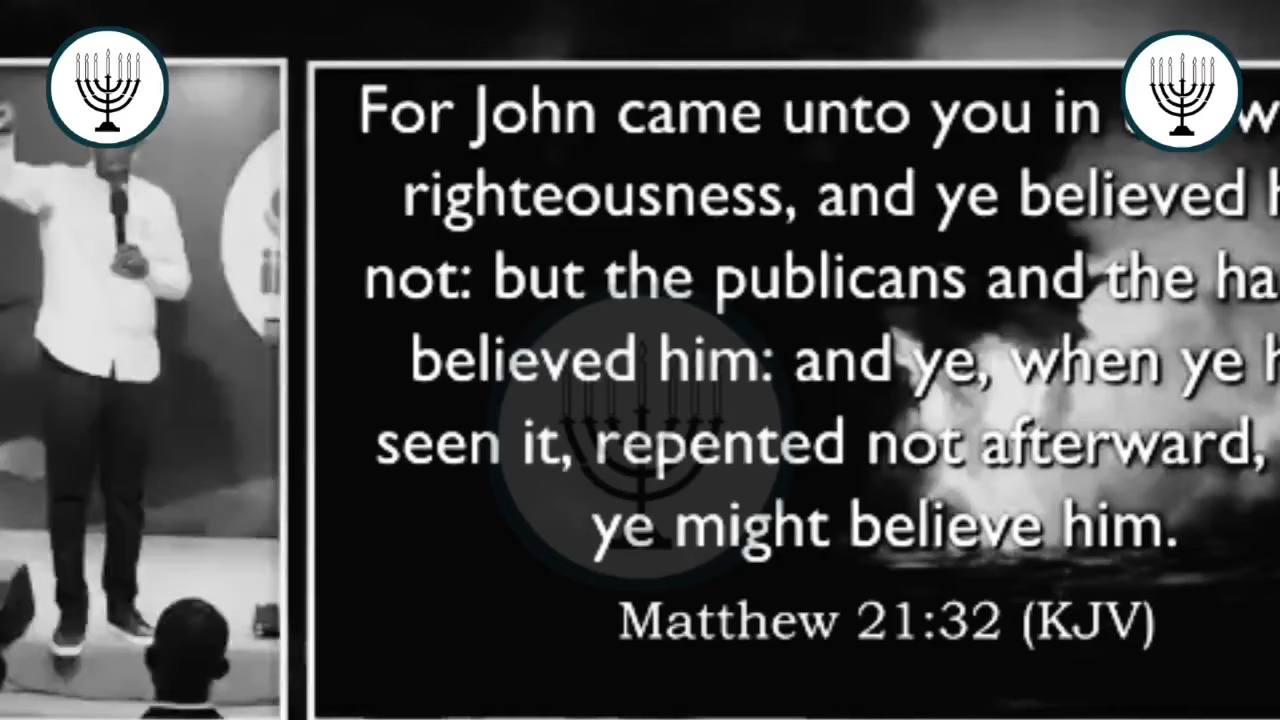 For John came unto you in
righteousness, and ye believed
not: but the publicans and the
believed him: and ye, when ye
seen it, repented not afterward,
ye might believe him.
Matthew 21:32 (KJV)